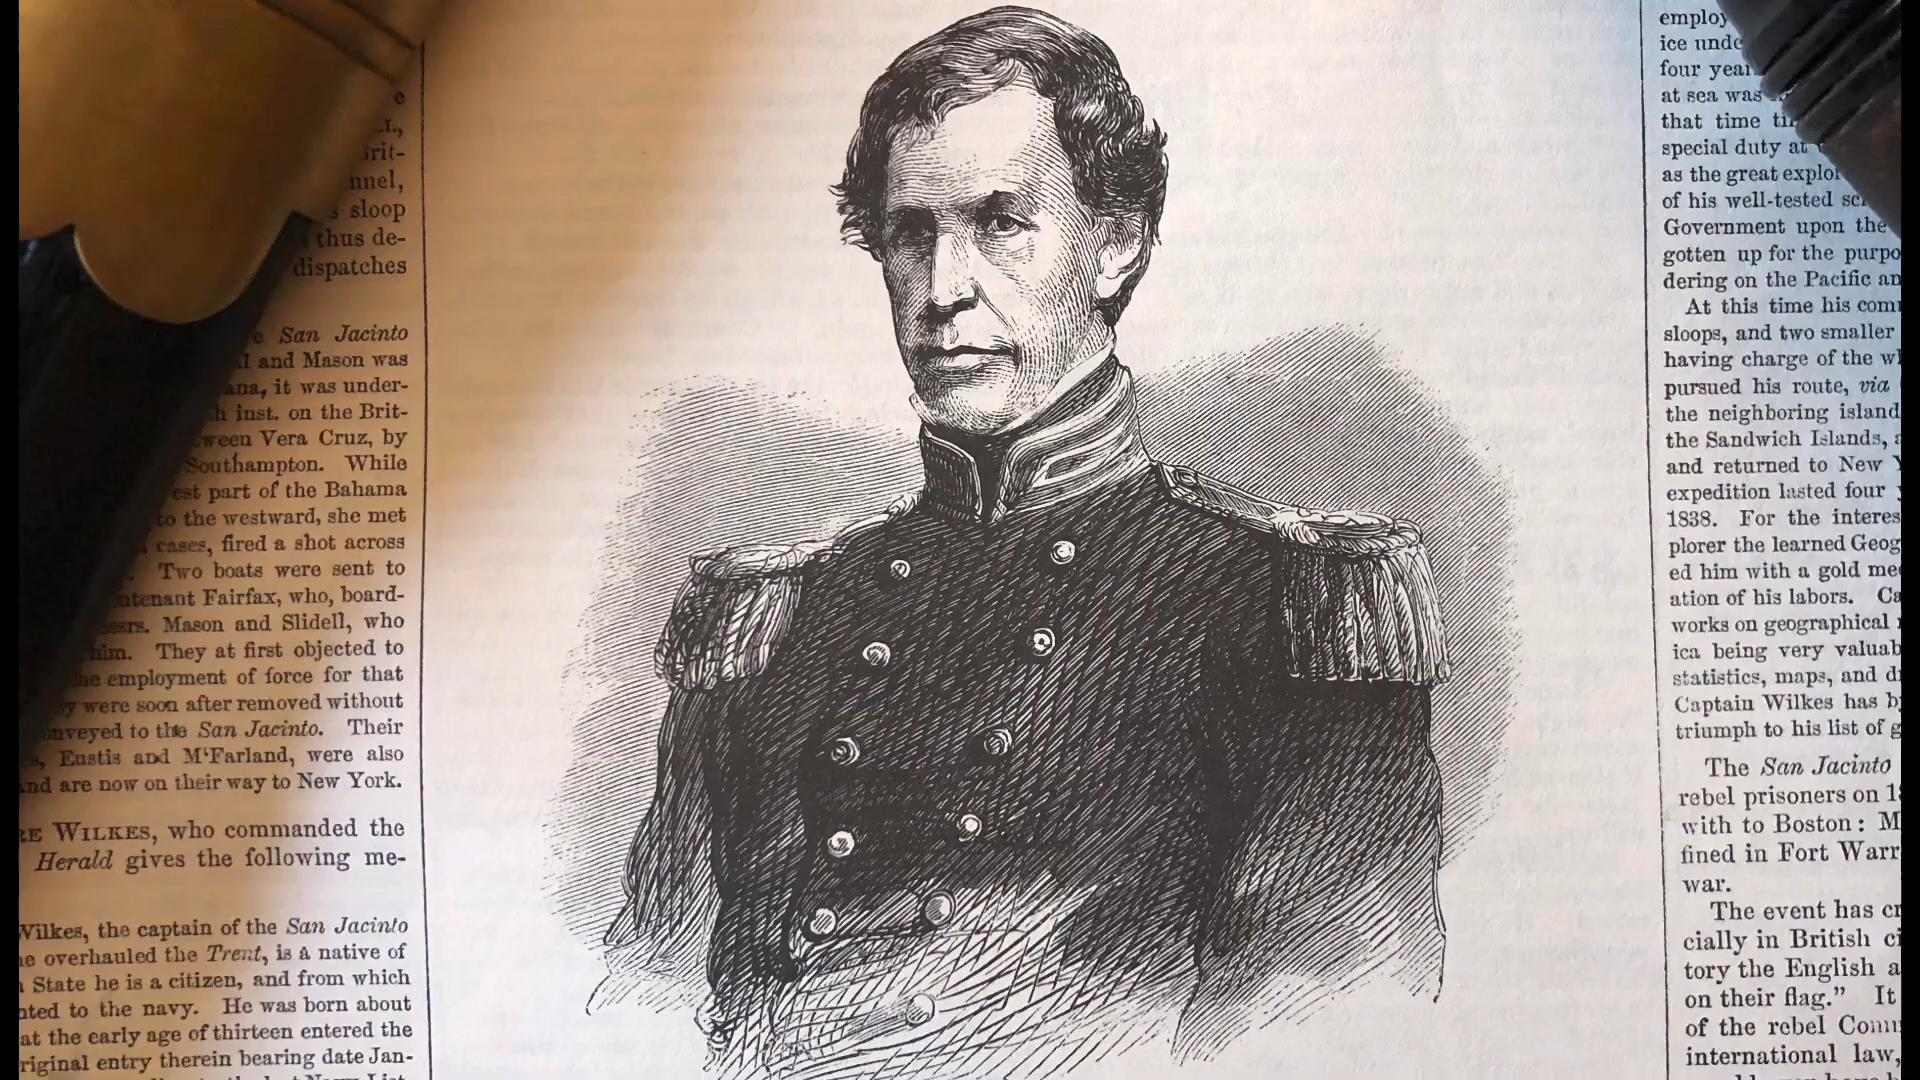 e
L,
Brit-
nnel,
s sloop
thus de-
dispatches
e San Jacinto
l and Mason was
ana, it was under-
h inst. on the Brit-
ween Vera Cruz, by
Southampton. While
est part of the Bahama
to the westward, she met
cases, fired a shot across
Two boats were sent to
utenant Fairfax, who, board-
ssrs. Mason and Slidell, who
him. They at first objected to
he employment of force for that
y were soon after removed without
onveyed to the San Jacinto. Their
s, Eustis and M'Farland, were also
and are now on their way to New York.
RE WILKES, who commanded the
Herald gives the following me-
Wilkes, the captain of the San Jacinto
he overhauled the Trent, is a native of
h State he is a citizen, and from which
nted to the navy. He was born about
at the early age of thirteen entered the
riginal entry therein bearing date Jan-
employ
ice unde
four year
at sea was
that time ti
special duty at
as the great explor
of his well-tested sc
Government upon the
gotten up for the purpo
dering on the Pacific an
At this time his com
sloops, and two smaller
having charge of the wh
pursued his route, via
the neighboring island
the Sandwich Islands, a
and returned to New Y
expedition lasted four y
1838. For the interes
plorer the learned Geog
ed him with a gold me
ation of his labors. Ca
works on geographical
ica being very valuab
statistics, maps, and d
Captain Wilkes has b
triumph to his list of g
The San Jacinto
rebel prisoners on 1
with to Boston: M
fined in Fort Warr
war.
The event has cr
cially in British ci
tory the English a
on their flag." It
of the rebel Com
international law,